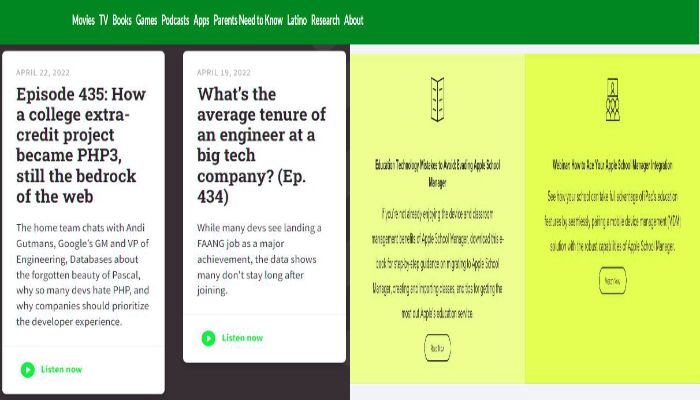 Movies TV Books Games Podcasts Apps Parents Need to Know Latino Research About
APRIL 22, 2022
Episode 435: How
a college extra-
credit project
became PHP3,
still the bedrock
of the web
The home team chats with Andi
Gutmans, Google's GM and VP of
Engineering, Databases about
the forgotten beauty of Pascal,
why so many devs hate PHP, and
why companies should prioritize
the developer experience.
Listen now
APRIL 19, 2022
What's the
average tenure of
an engineer at a
big tech
company? (Ep.
434)
While many devs see landing a
FAANG job as a major
achievement, the data shows
many don't stay long after
joining.
Listen now
Education Technology Mistakes to Avoid: Evading Apple School
Manager
If you're not already enjoying the device and classroom
management benefits of Apple School Manager, download this e-
book for step-by-step guidance on migrating to Apple School
Manager, creating and importing classes, and tips for getting the
most out Apple's education service.
Read Now
Webinar: How to Ace Your Apple School Manager Integration
See how your school can take full advantage of iPad's education
features by seamlessly pairing a mobile device management (MDM)
solution with the robust capabilities of Apple School Manager.
Watch Now